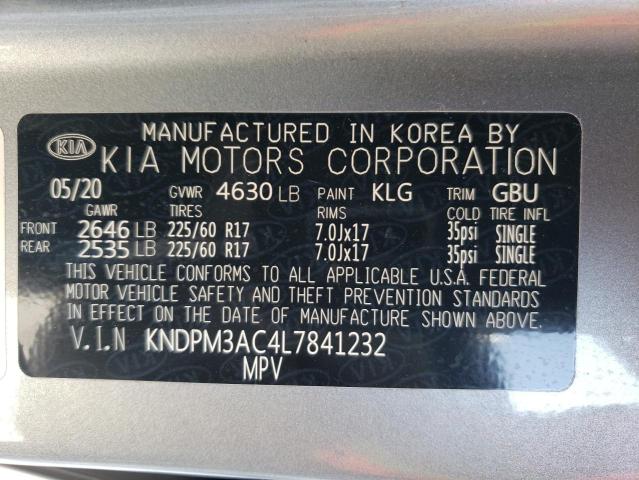 KIA MANUFACTURED IN KOREA BY
KIA MOTORS CORPORATION
05/20 GVWR 4630 LB PAINT KLG TRIM GBU
GAWR TIRES RIMS COLD TIRE INFL
FRONT 2646 LB 225/60 R17 7.0Jx17 35psi SINGLE
REAR 2535 LB 225/60 R17 7.0Jx17 35psi SINGLE
THIS VEHICLE CONFORMS TO ALL APPLICABLE U.S.A. FEDERAL
MOTOR VEHICLE SAFETY AND THEFT PREVENTION STANDARDS
IN EFFECT ON THE DATE OF MANUFACTURE SHOWN ABOVE.
V.I.N KNDPM3AC4L7841232
MPV